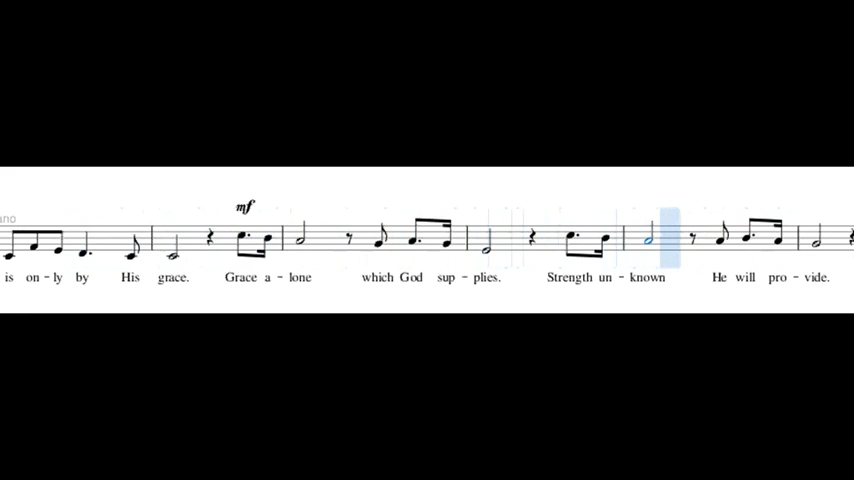 ano
mf
is on - ly by His grace. Grace a - lone which God sup - plies. Strength un - known He will pro - vide.